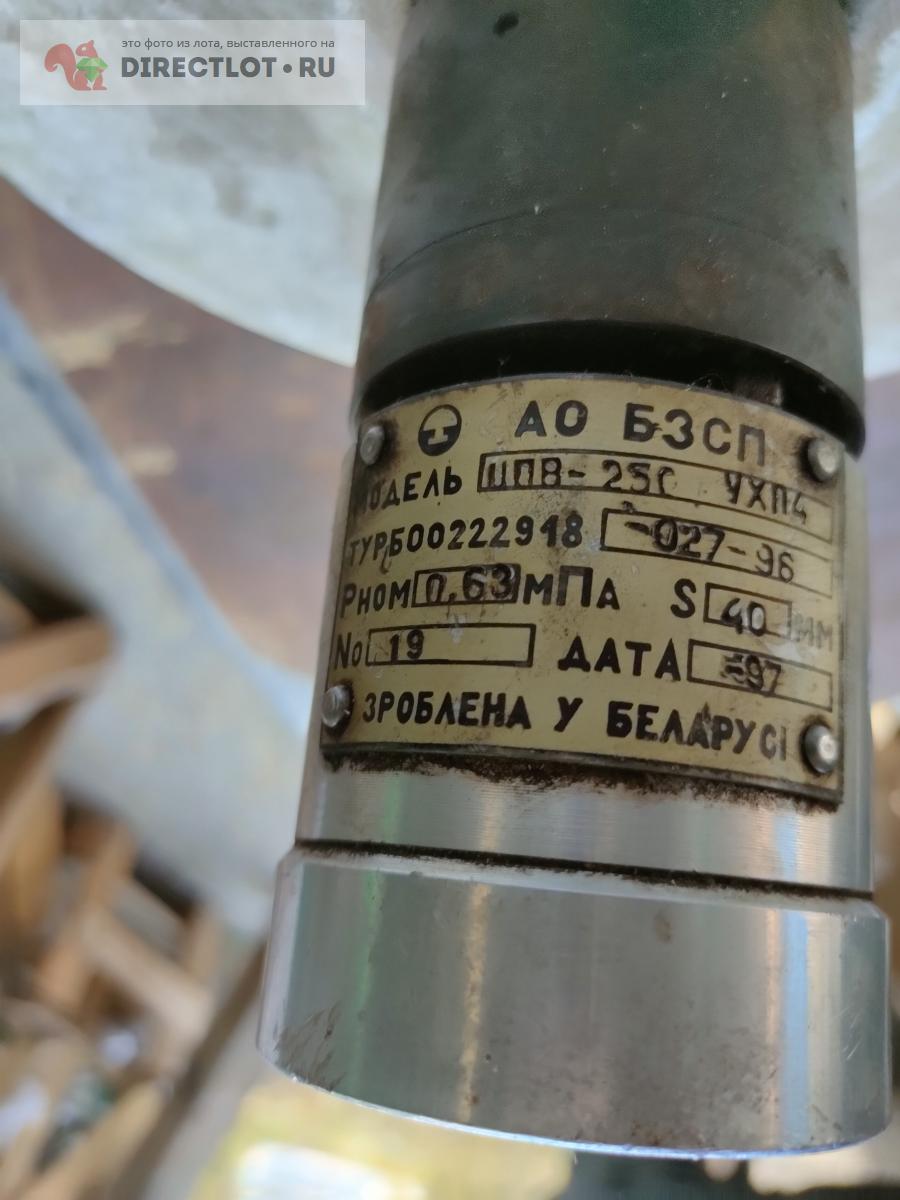 это фото из лота, выставленного на
DIRECTLOT.RU
АО БЗСП
МОДЕЛЬ ЦПВ-25С УХЛ4
ТУРБ00222918 -027-96
Рном 0,63 мПа S 40 мм
No 19 ДАТА -97
ЗРОБЛЕНА У БЕЛАРУСІ